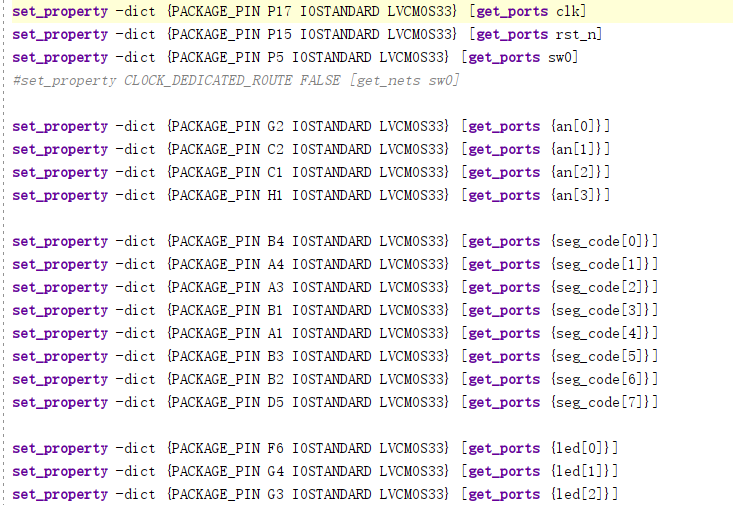 set_property -dict {PACKAGE_PIN P17 IOSTANDARD LVCMOS33} [get_ports clk]
set_property -dict {PACKAGE_PIN P15 IOSTANDARD LVCMOS33} [get_ports rst_n]
set_property -dict {PACKAGE_PIN P5 IOSTANDARD LVCMOS33} [get_ports sw0]
#set_property CLOCK_DEDICATED_ROUTE FALSE [get_nets sw0]
set_property -dict {PACKAGE_PIN G2 IOSTANDARD LVCMOS33} [get_ports {an[0]}]
set_property -dict {PACKAGE_PIN C2 IOSTANDARD LVCMOS33} [get_ports {an[1]}]
set_property -dict {PACKAGE_PIN C1 IOSTANDARD LVCMOS33} [get_ports {an[2]}]
set_property -dict {PACKAGE_PIN H1 IOSTANDARD LVCMOS33} [get_ports {an[3]}]
set_property -dict {PACKAGE_PIN B4 IOSTANDARD LVCMOS33} [get_ports {seg_code[0]}]
set_property -dict {PACKAGE_PIN A4 IOSTANDARD LVCMOS33} [get_ports {seg_code[1]}]
set_property -dict {PACKAGE_PIN A3 IOSTANDARD LVCMOS33} [get_ports {seg_code[2]}]
set_property -dict {PACKAGE_PIN B1 IOSTANDARD LVCMOS33} [get_ports {seg_code[3]}]
set_property -dict {PACKAGE_PIN A1 IOSTANDARD LVCMOS33} [get_ports {seg_code[4]}]
set_property -dict {PACKAGE_PIN B3 IOSTANDARD LVCMOS33} [get_ports {seg_code[5]}]
set_property -dict {PACKAGE_PIN B2 IOSTANDARD LVCMOS33} [get_ports {seg_code[6]}]
set_property -dict {PACKAGE_PIN D5 IOSTANDARD LVCMOS33} [get_ports {seg_code[7]}]
set_property -dict {PACKAGE_PIN F6 IOSTANDARD LVCMOS33} [get_ports {led[0]}]
set_property -dict {PACKAGE_PIN G4 IOSTANDARD LVCMOS33} [get_ports {led[1]}]
set_property -dict {PACKAGE_PIN G3 IOSTANDARD LVCMOS33} [get_ports {led[2]}]